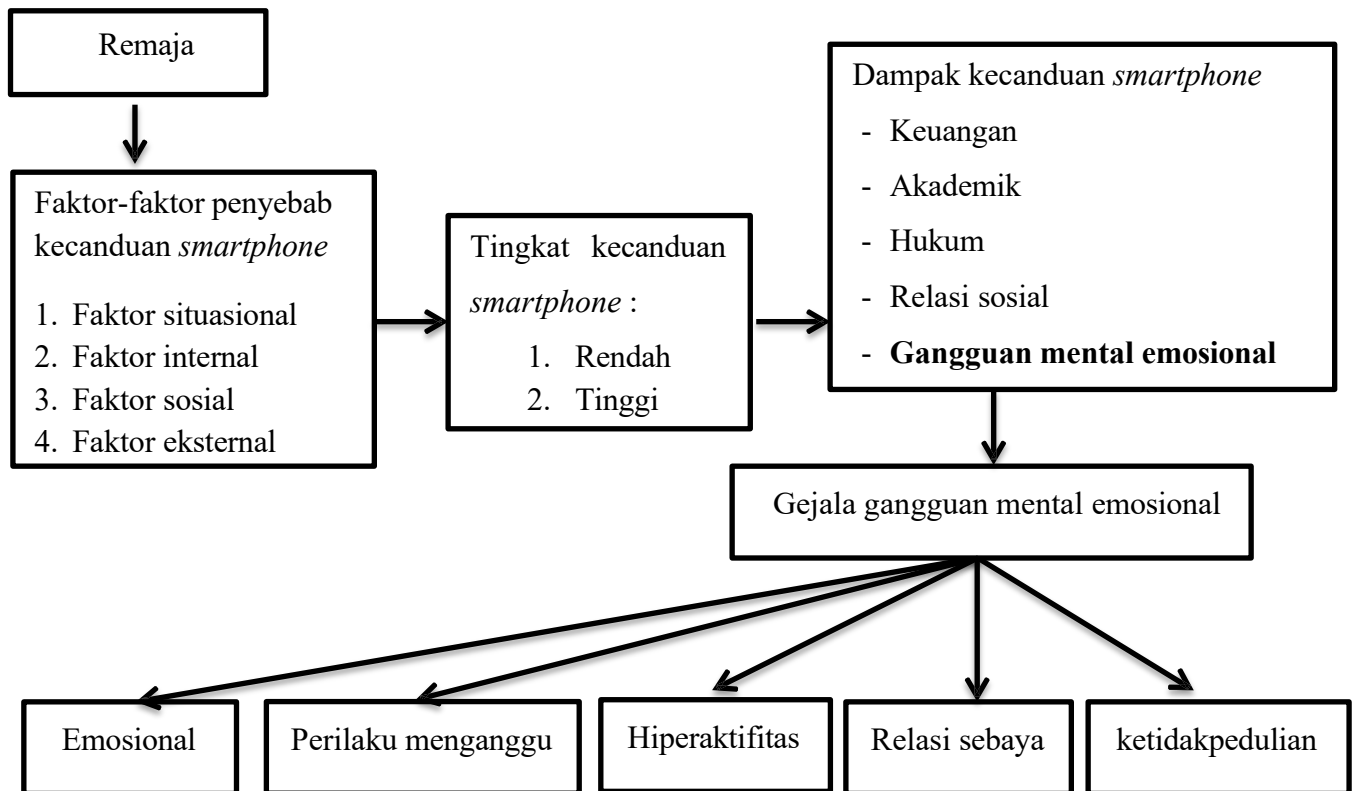 Remaja
Faktor-faktor penyebab
kecanduan smartphone
1. Faktor situasional
2. Faktor internal
3. Faktor sosial
4. Faktor eksternal
Tingkat kecanduan
smartphone :
1. Rendah
2. Tinggi
Dampak kecanduan smartphone
- Keuangan
- Akademik
- Hukum
- Relasi sosial
- Gangguan mental emosional
Gejala gangguan mental emosional
Emosional
Perilaku menganggu
Hiperaktifitas
Relasi sebaya
ketidakpedulian